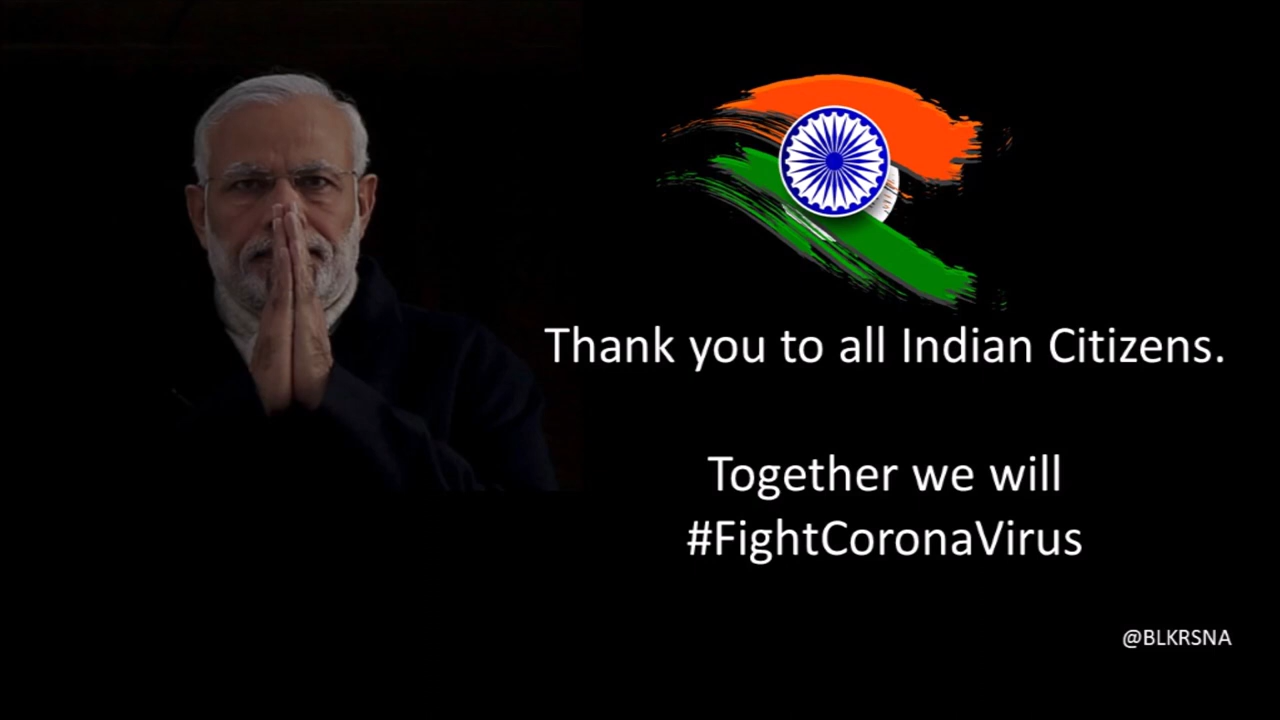 Thank you to all Indian Citizens.
Together we will
#FightCoronaVirus
@BLKRSNA